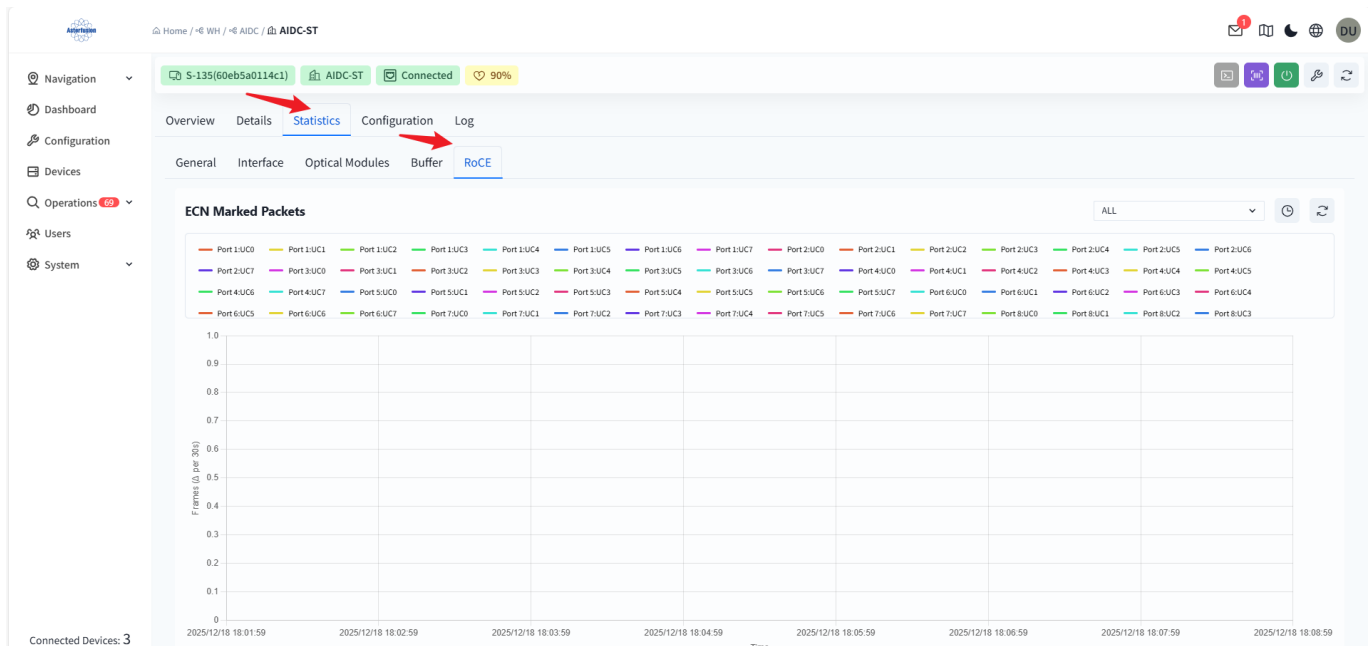 Asterfusion
Home / WH / AIDC / AIDC-ST
1
DU
Navigation
Dashboard
Configuration
Devices
Operations 69
Users
System
Connected Devices: 3
S-135(60eb5a0114c1) AIDC-ST Connected 90%
Overview Details Statistics Configuration Log
General Interface Optical Modules Buffer RoCE
ECN Marked Packets
ALL
Port 1:UC0 Port 1:UC1 Port 1:UC2 Port 1:UC3 Port 1:UC4 Port 1:UC5 Port 1:UC6 Port 1:UC7 Port 2:UC0 Port 2:UC1 Port 2:UC2 Port 2:UC3 Port 2:UC4 Port 2:UC5 Port 2:UC6
Port 2:UC7 Port 3:UC0 Port 3:UC1 Port 3:UC2 Port 3:UC3 Port 3:UC4 Port 3:UC5 Port 3:UC6 Port 3:UC7 Port 4:UC0 Port 4:UC1 Port 4:UC2 Port 4:UC3 Port 4:UC4 Port 4:UC5
Port 4:UC6 Port 4:UC7 Port 5:UC0 Port 5:UC1 Port 5:UC2 Port 5:UC3 Port 5:UC4 Port 5:UC5 Port 5:UC6 Port 5:UC7 Port 6:UC0 Port 6:UC1 Port 6:UC2 Port 6:UC3 Port 6:UC4
Port 6:UC5 Port 6:UC6 Port 6:UC7 Port 7:UC0 Port 7:UC1 Port 7:UC2 Port 7:UC3 Port 7:UC4 Port 7:UC5 Port 7:UC6 Port 7:UC7 Port 8:UC0 Port 8:UC1 Port 8:UC2 Port 8:UC3
Frames (Δ per 30s)
1.0
0.9
0.8
0.7
0.6
0.5
0.4
0.3
0.2
0.1
0
2025/12/18 18:01:59 2025/12/18 18:02:59 2025/12/18 18:03:59 2025/12/18 18:04:59 2025/12/18 18:05:59 2025/12/18 18:06:59 2025/12/18 18:07:59 2025/12/18 18:08:59